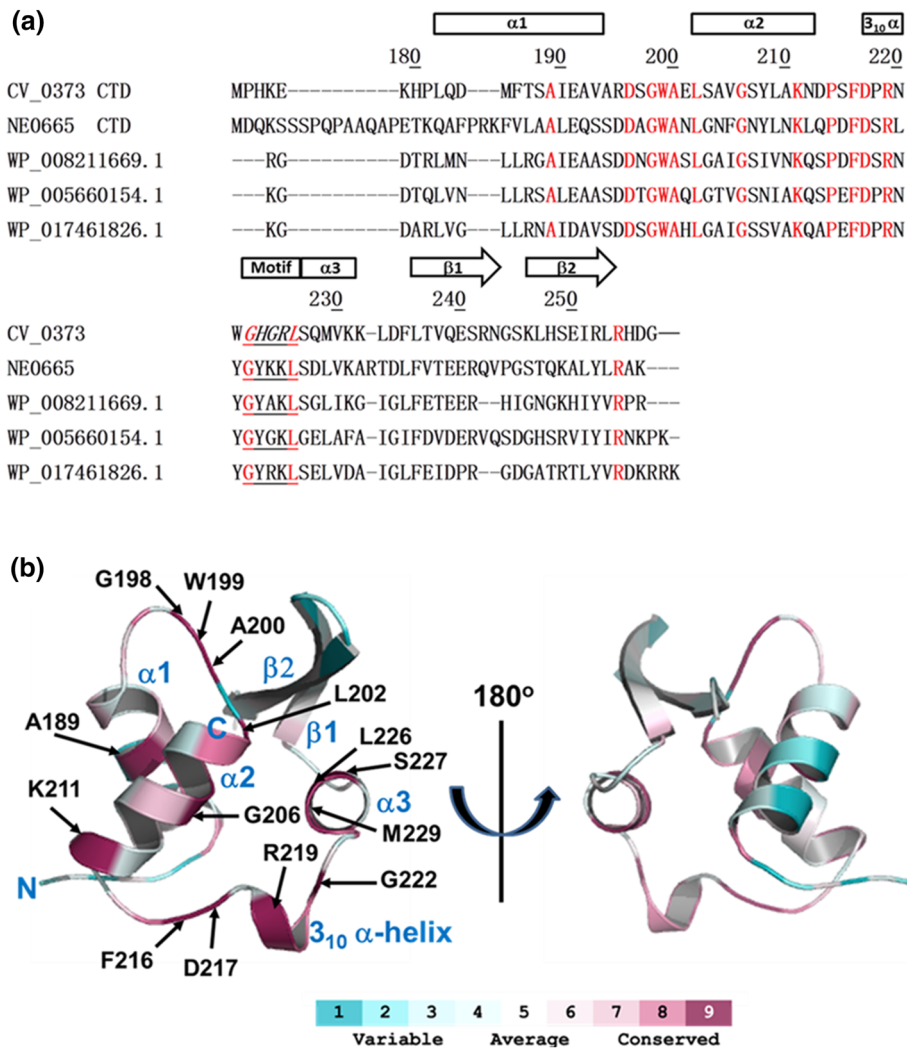 (a)
α1 α2 3₁₀ α
180 190 200 210 220
CV_0373 CTD MPHKE----------KHPLQD---MFTSAIEAVARDSGWAELSAVGSYLAKNDPSFDPRN
NE0665 CTD MDQKSSSPQPAAQAPETKQAFPRKFVLAALEQSSDDAGWANLGNFGNYLNKLQPDFDSRL
WP_008211669.1 ---RG----------DTRLMN---LLRGAIEAASDDNGWASLGAIGSIVNKQSPDFDSRN
WP_005660154.1 ---KG----------DTQLVN---LLRSALEAASDDTGWAQLGTVGSNIAKQSPEFDPRN
WP_017461826.1 ---KG----------DARLVG---LLRNAIDAVSDDSGWAHLGAIGSSVAKQAPEFDPRN
Motif α3 β1 β2
230 240 250
CV_0373 WGHGRLSQMVKK-LDFLTVQESRNGSKLHSEIRLRHDG--
NE0665 YGYKKLSDLVKARTDLFVTEERQVPGSTQKALYLRAK---
WP_008211669.1 YGYAKLSGLIKG-IGLFETEER--HIGNGKHIYVRPR---
WP_005660154.1 YGYGKLGELAFA-IGIFDVDERVQSDGHSRVIYIRNKPK-
WP_017461826.1 YGYRKLSELVDA-IGLFEIDPR--GDGATRTLYVRDKRRK
(b)
G198 W199
A200
β2
α1
L202
C
A189
β1
L226
S227
α2
K211
α3
G206
M229
R219
N
G222
3₁₀ α-helix
F216
D217
180°
1 2 3 4 5 6 7 8 9
Variable Average Conserved